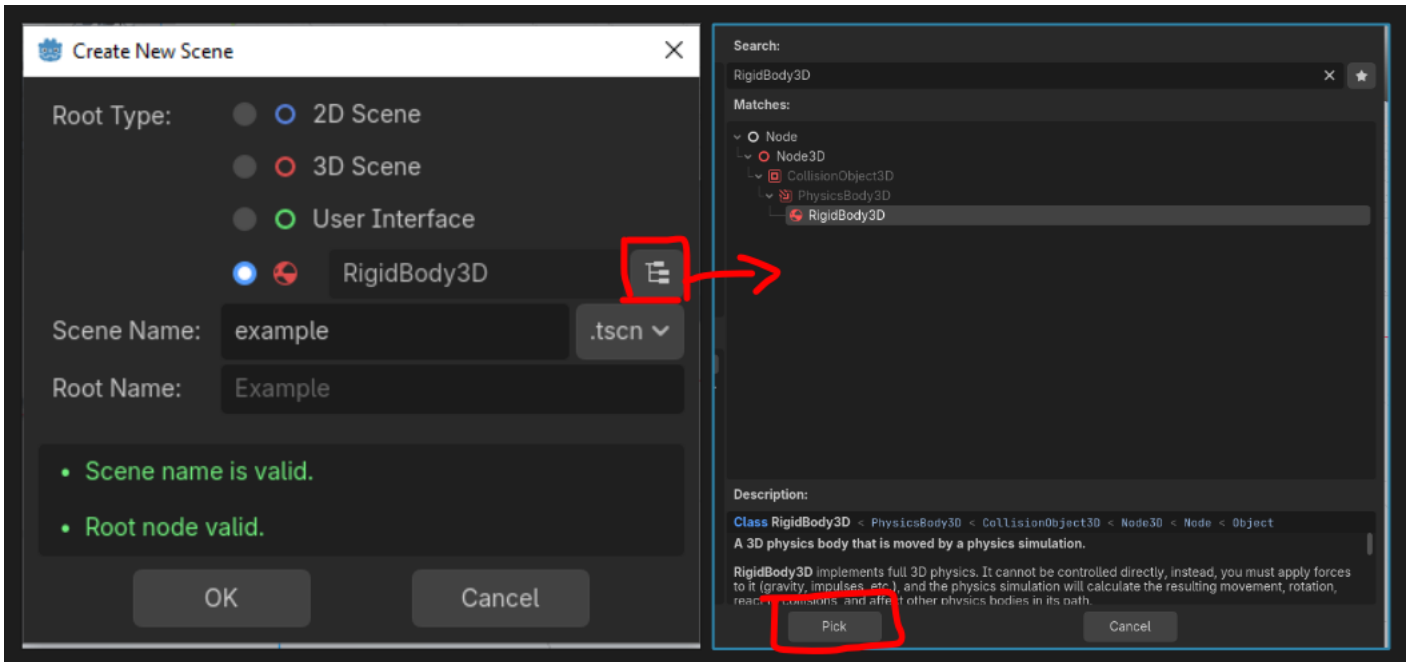 Create New Scene
Root Type:
2D Scene
3D Scene
User Interface
RigidBody3D
Scene Name:
example
.tscn
Root Name:
Example
• Scene name is valid.
• Root node valid.
OK
Cancel
Search:
RigidBody3D
Matches:
Node
Node3D
CollisionObject3D
PhysicsBody3D
RigidBody3D
Description:
Class RigidBody3D < PhysicsBody3D < CollisionObject3D < Node3D < Node < Object
A 3D physics body that is moved by a physics simulation.
RigidBody3D implements full 3D physics. It cannot be controlled directly, instead, you must apply forces
to it (gravity, impulses, etc.), and the physics simulation will calculate the resulting movement, rotation,
collisions, and affect other physics bodies in its path.
Pick
Cancel